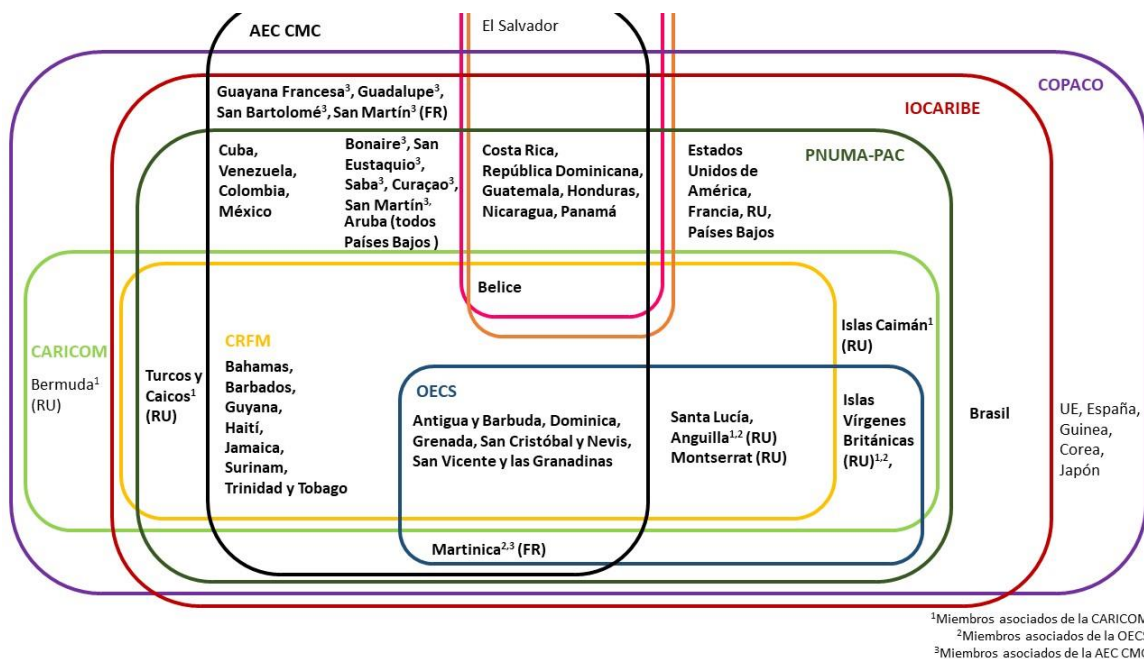 AEC CMC
El Salvador
COPACO
Guayana Francesa³, Guadalupe³,
San Bartolomé³, San Martín³ (FR)
IOCARIBE
PNUMA-PAC
Cuba,
Venezuela,
Colombia,
México
Bonaire³, San
Eustaquio³,
Saba³, Curaçao³,
San Martín³,
Aruba (todos
Países Bajos )
Costa Rica,
República Dominicana,
Guatemala, Honduras,
Nicaragua, Panamá
Estados
Unidos de
América,
Francia, RU,
Países Bajos
Belice
CARICOM
Bermuda¹
(RU)
Turcos y
Caicos¹
(RU)
CRFM
Bahamas,
Barbados,
Guyana,
Haití,
Jamaica,
Surinam,
Trinidad y Tobago
OECS
Antigua y Barbuda, Dominica,
Grenada, San Cristóbal y Nevis,
San Vicente y las Granadinas
Santa Lucía,
Anguilla¹,² (RU)
Montserrat (RU)
Islas Caimán¹
(RU)
Islas
Vírgenes
Británicas
(RU)¹,²,
Brasil
UE, España,
Guinea,
Corea,
Japón
Martinica²,³ (FR)
¹Miembros asociados de la CARICOM
²Miembros asociados de la OECS
³Miembros asociados de la AEC CMC